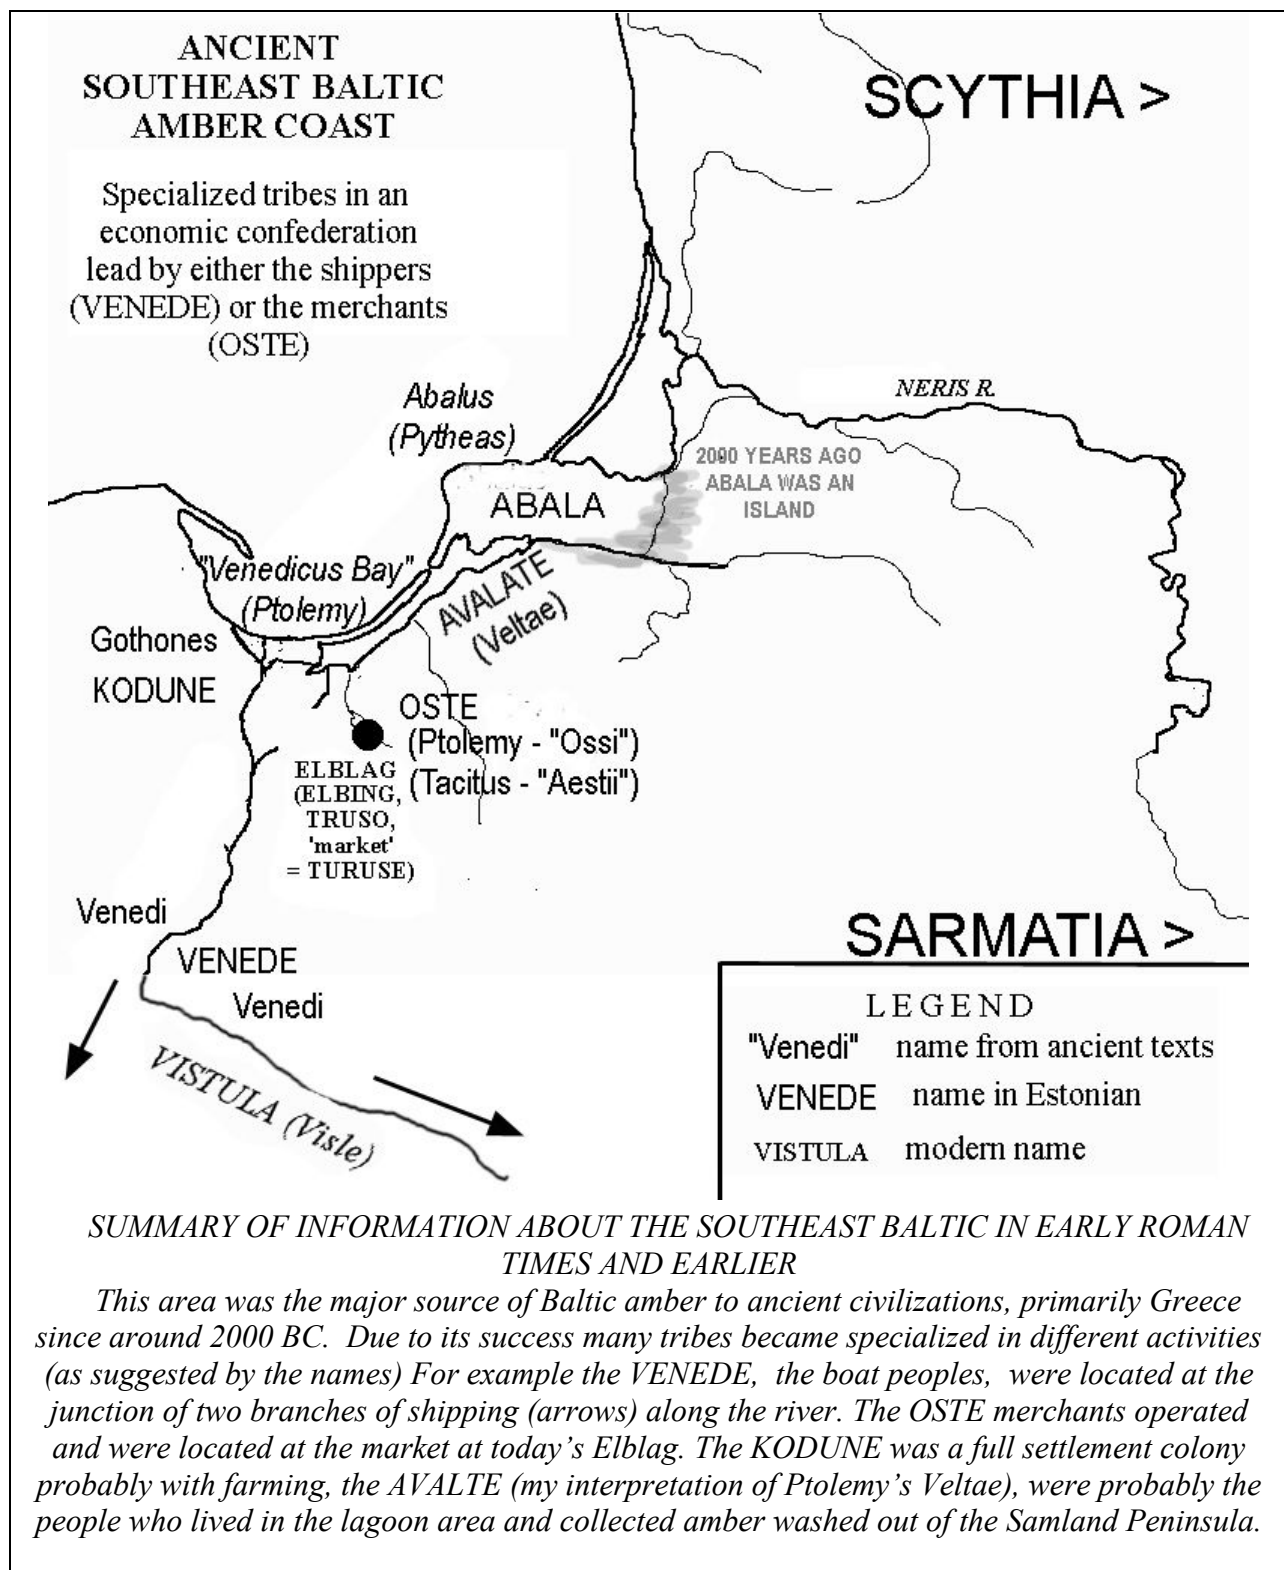 ANCIENT
SOUTHEAST BALTIC
AMBER COAST
SCYTHIA >
Specialized tribes in an
economic confederation
lead by either the shippers
(VENEDE) or the merchants
(OSTE)
NERIS R.
Abalus
(Pytheas)
2000 YEARS AGO
ABALA WAS AN
ISLAND
ABALA
"Venedicus Bay"
(Ptolemy)
AVALATE
(Veltae)
Gothones
KODUNE
OSTE
(Ptolemy - "Ossi")
(Tacitus - "Aestii")
ELBLAG
(ELBING,
TRUSO,
'market'
= TURUSE)
Venedi
VENEDE
Venedi
SARMATIA >
VISTULA (Visle)
LEGEND
"Venedi" name from ancient texts
VENEDE name in Estonian
VISTULA modern name
SUMMARY OF INFORMATION ABOUT THE SOUTHEAST BALTIC IN EARLY ROMAN
TIMES AND EARLIER
This area was the major source of Baltic amber to ancient civilizations, primarily Greece
since around 2000 BC. Due to its success many tribes became specialized in different activities
(as suggested by the names) For example the VENEDE, the boat peoples, were located at the
junction of two branches of shipping (arrows) along the river. The OSTE merchants operated
and were located at the market at today's Elblag. The KODUNE was a full settlement colony
probably with farming, the AVALTE (my interpretation of Ptolemy's Veltae), were probably the
people who lived in the lagoon area and collected amber washed out of the Samland Peninsula.